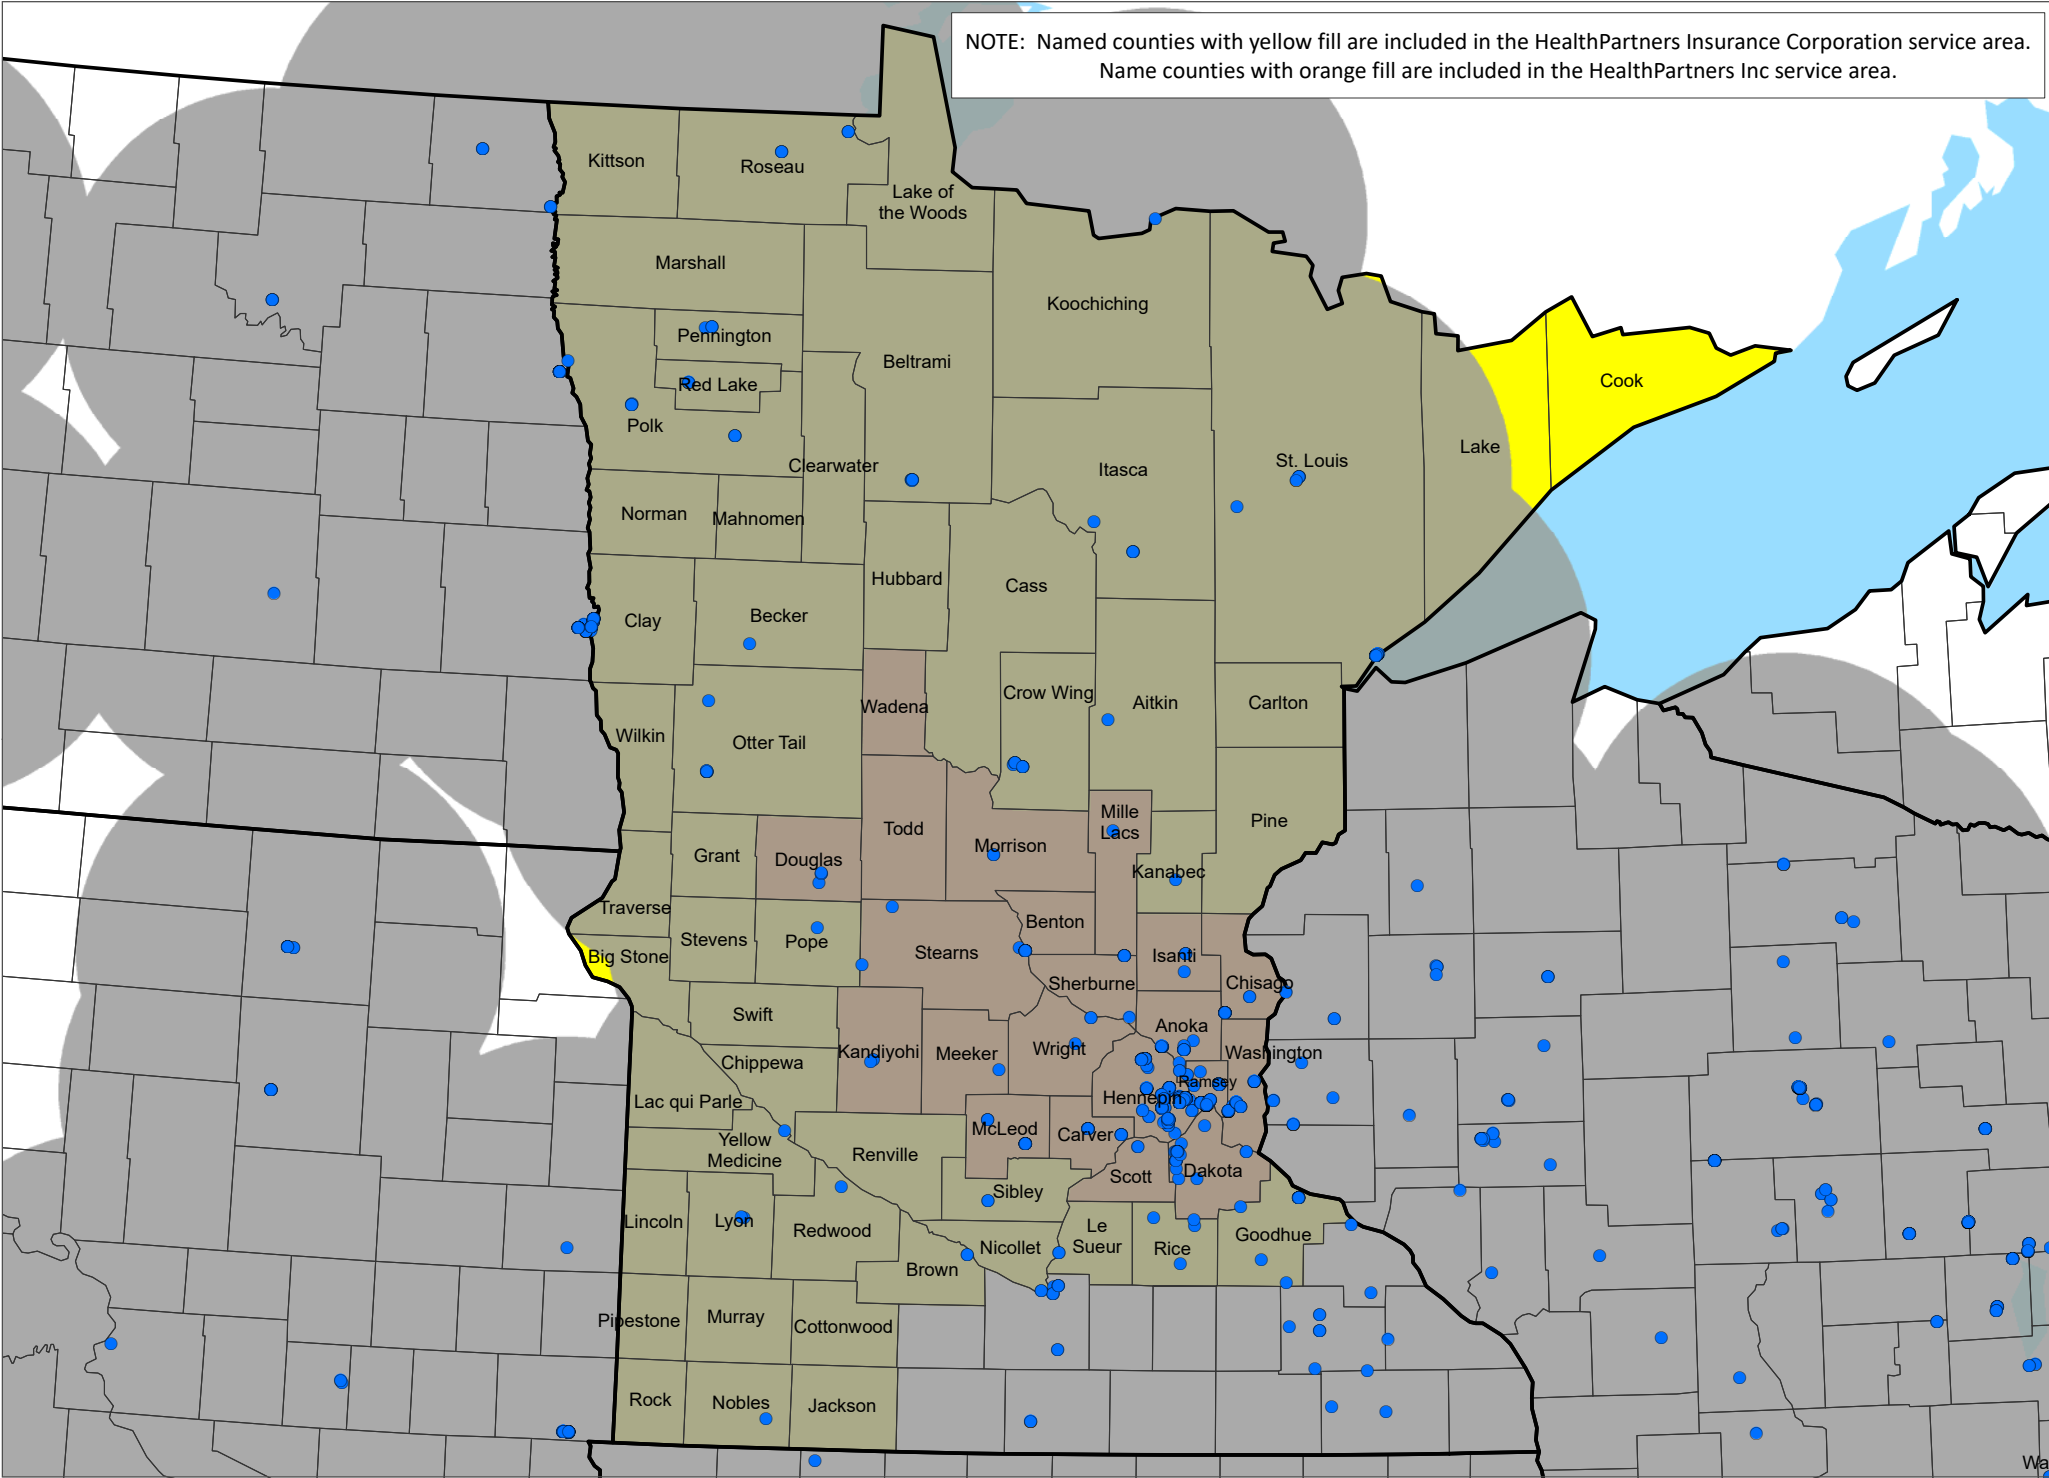 NOTE: Named counties with yellow fill are included in the HealthPartners Insurance Corporation service area.
Name counties with orange fill are included in the HealthPartners Inc service area.
Kittson
Roseau
Lake of
the Woods
Marshall
Koochiching
Pennington
Beltrami
Red Lake
Cook
Polk
Lake
Clearwater
Itasca
St. Louis
Norman
Mahnomen
Hubbard
Cass
Clay
Becker
Wadena
Crow Wing
Aitkin
Carlton
Wilkin
Otter Tail
Todd
Morrison
Mille
Lacs
Pine
Grant
Douglas
Kanabec
Traverse
Benton
Stevens
Pope
Stearns
Isanti
Big Stone
Sherburne
Chisago
Swift
Anoka
Kandiyohi
Meeker
Wright
Washington
Chippewa
Ramsey
Lac qui Parle
Hennepin
McLeod
Carver
Yellow
Medicine
Renville
Scott
Dakota
Sibley
Lincoln
Lyon
Redwood
Le
Sueur
Nicollet
Rice
Goodhue
Brown
Pipestone
Murray
Cottonwood
Rock
Nobles
Jackson
Wa